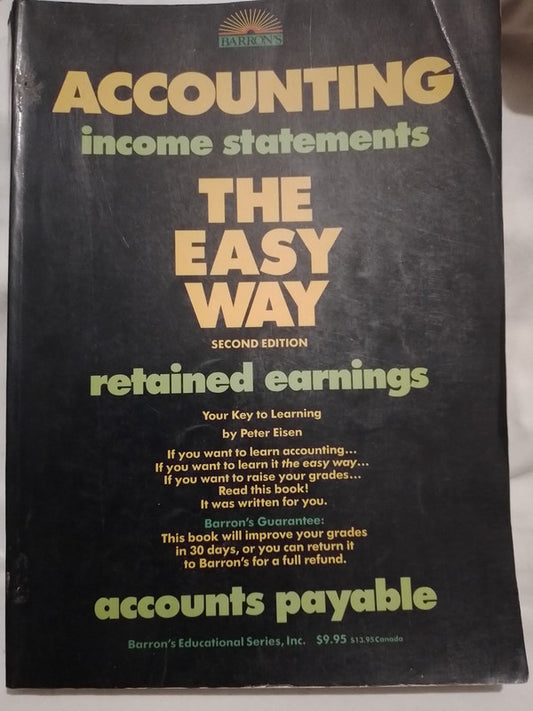 BARRON'S
ACCOUNTING
income statements
THE
EASY
WAY
SECOND EDITION
retained earnings
Your Key to Learning
by Peter Eisen
If you want to learn accounting...
If you want to learn it the easy way...
If you want to raise your grades...
Read this book!
It was written for you.
Barron's Guarantee:
This book will improve your grades
in 30 days, or you can return it
to Barron's for a full refund.
accounts payable
Barron's Educational Series, Inc. $9.95 $13.95 Canada